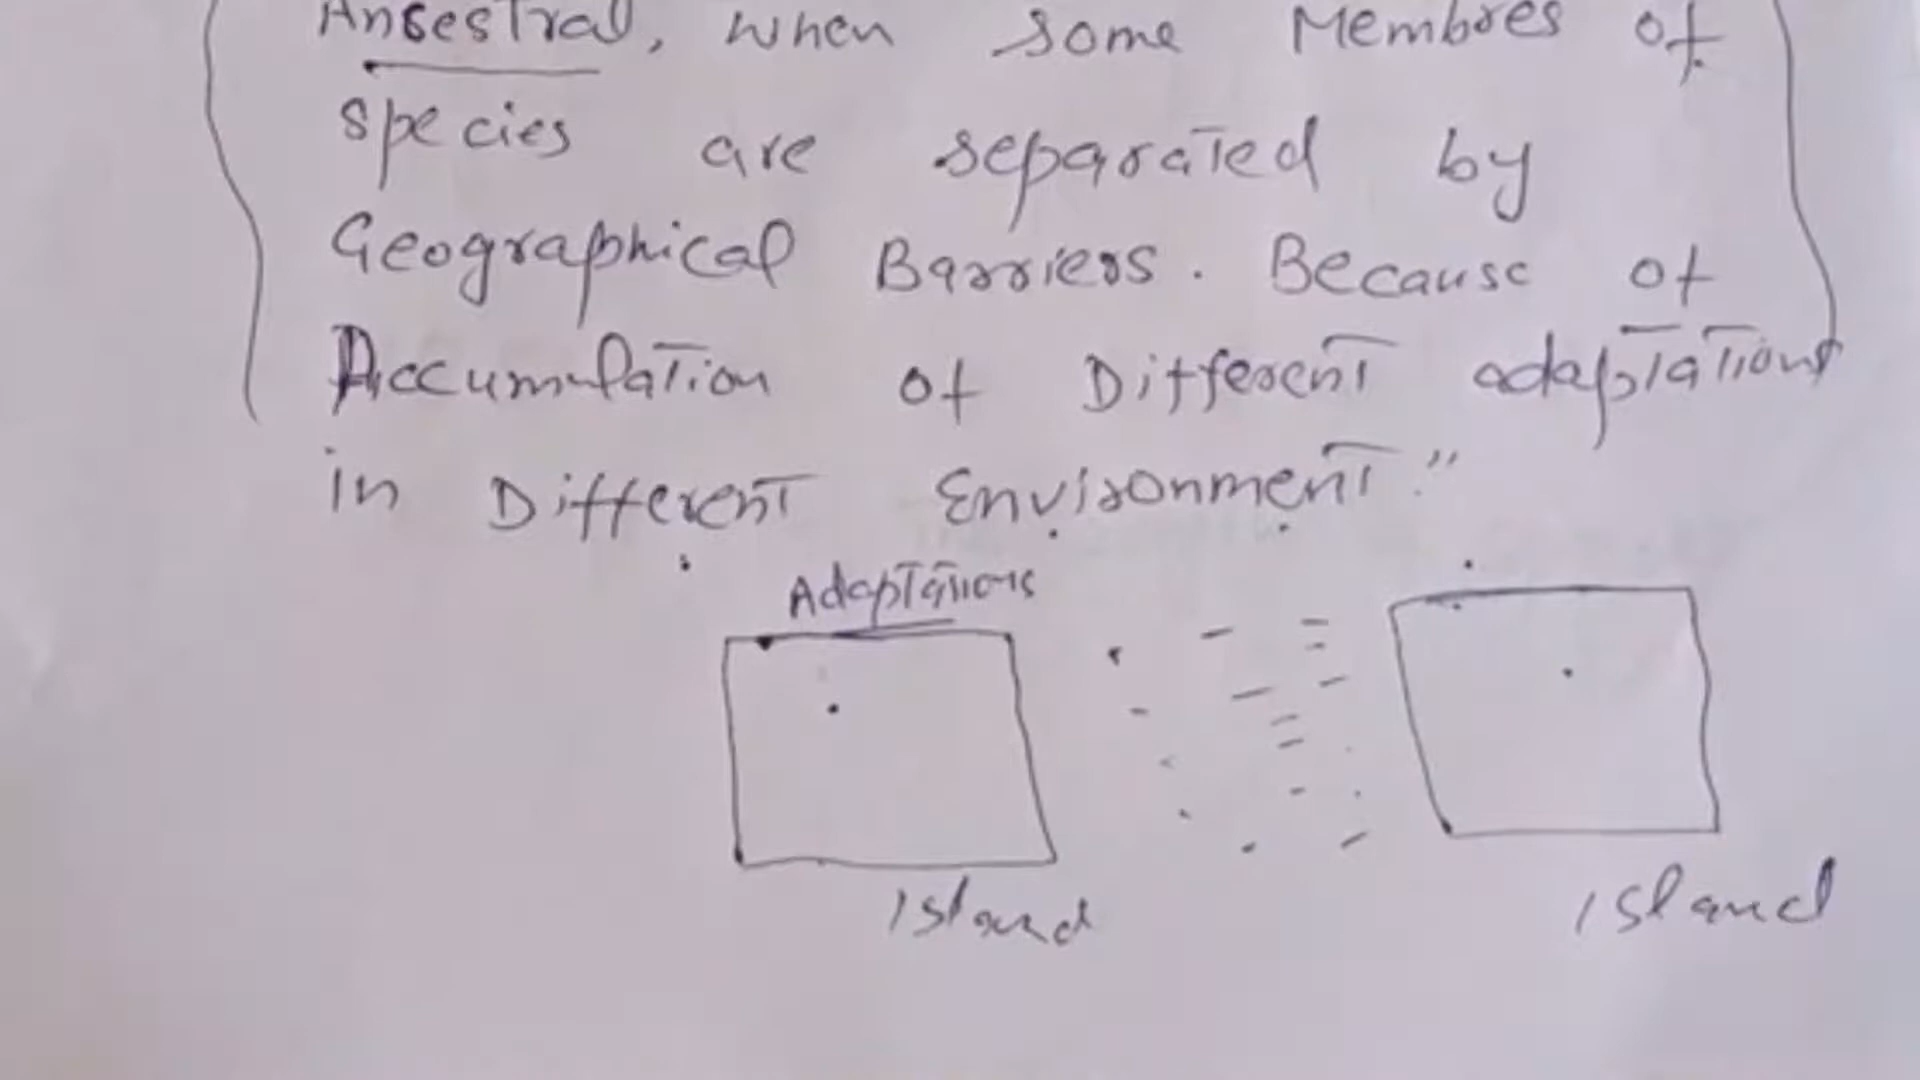 Ansestral, when some Membres of
species are separated by
Geographical Barriers. Because of
Accumulation of Different adaptations
in Different Environment."
Adaptations
Island
Island